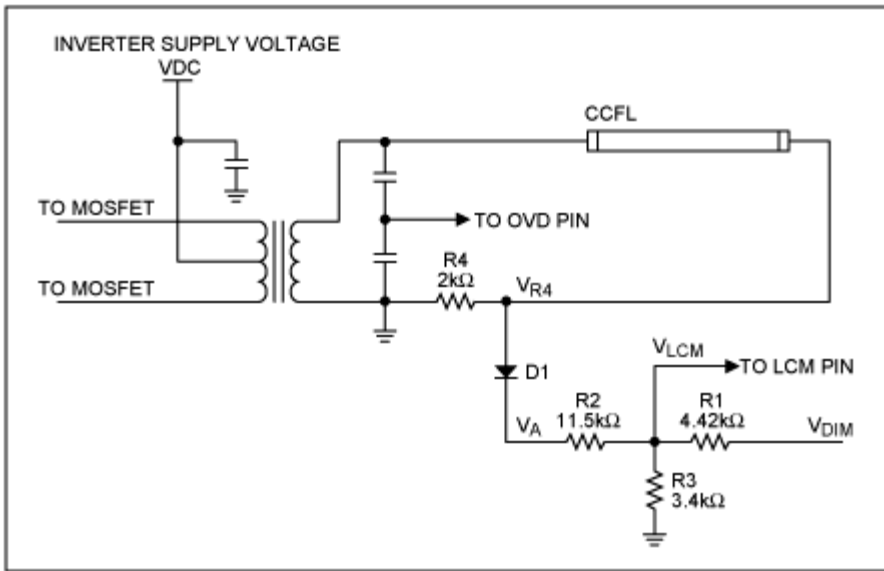 INVERTER SUPPLY VOLTAGE
VDC
CCFL
TO MOSFET
TO OVD PIN
TO MOSFET
R4
2kΩ
VR4
VLCM
TO LCM PIN
D1
R2
11.5kΩ
R1
4.42kΩ
VA
VDIM
R3
3.4kΩ